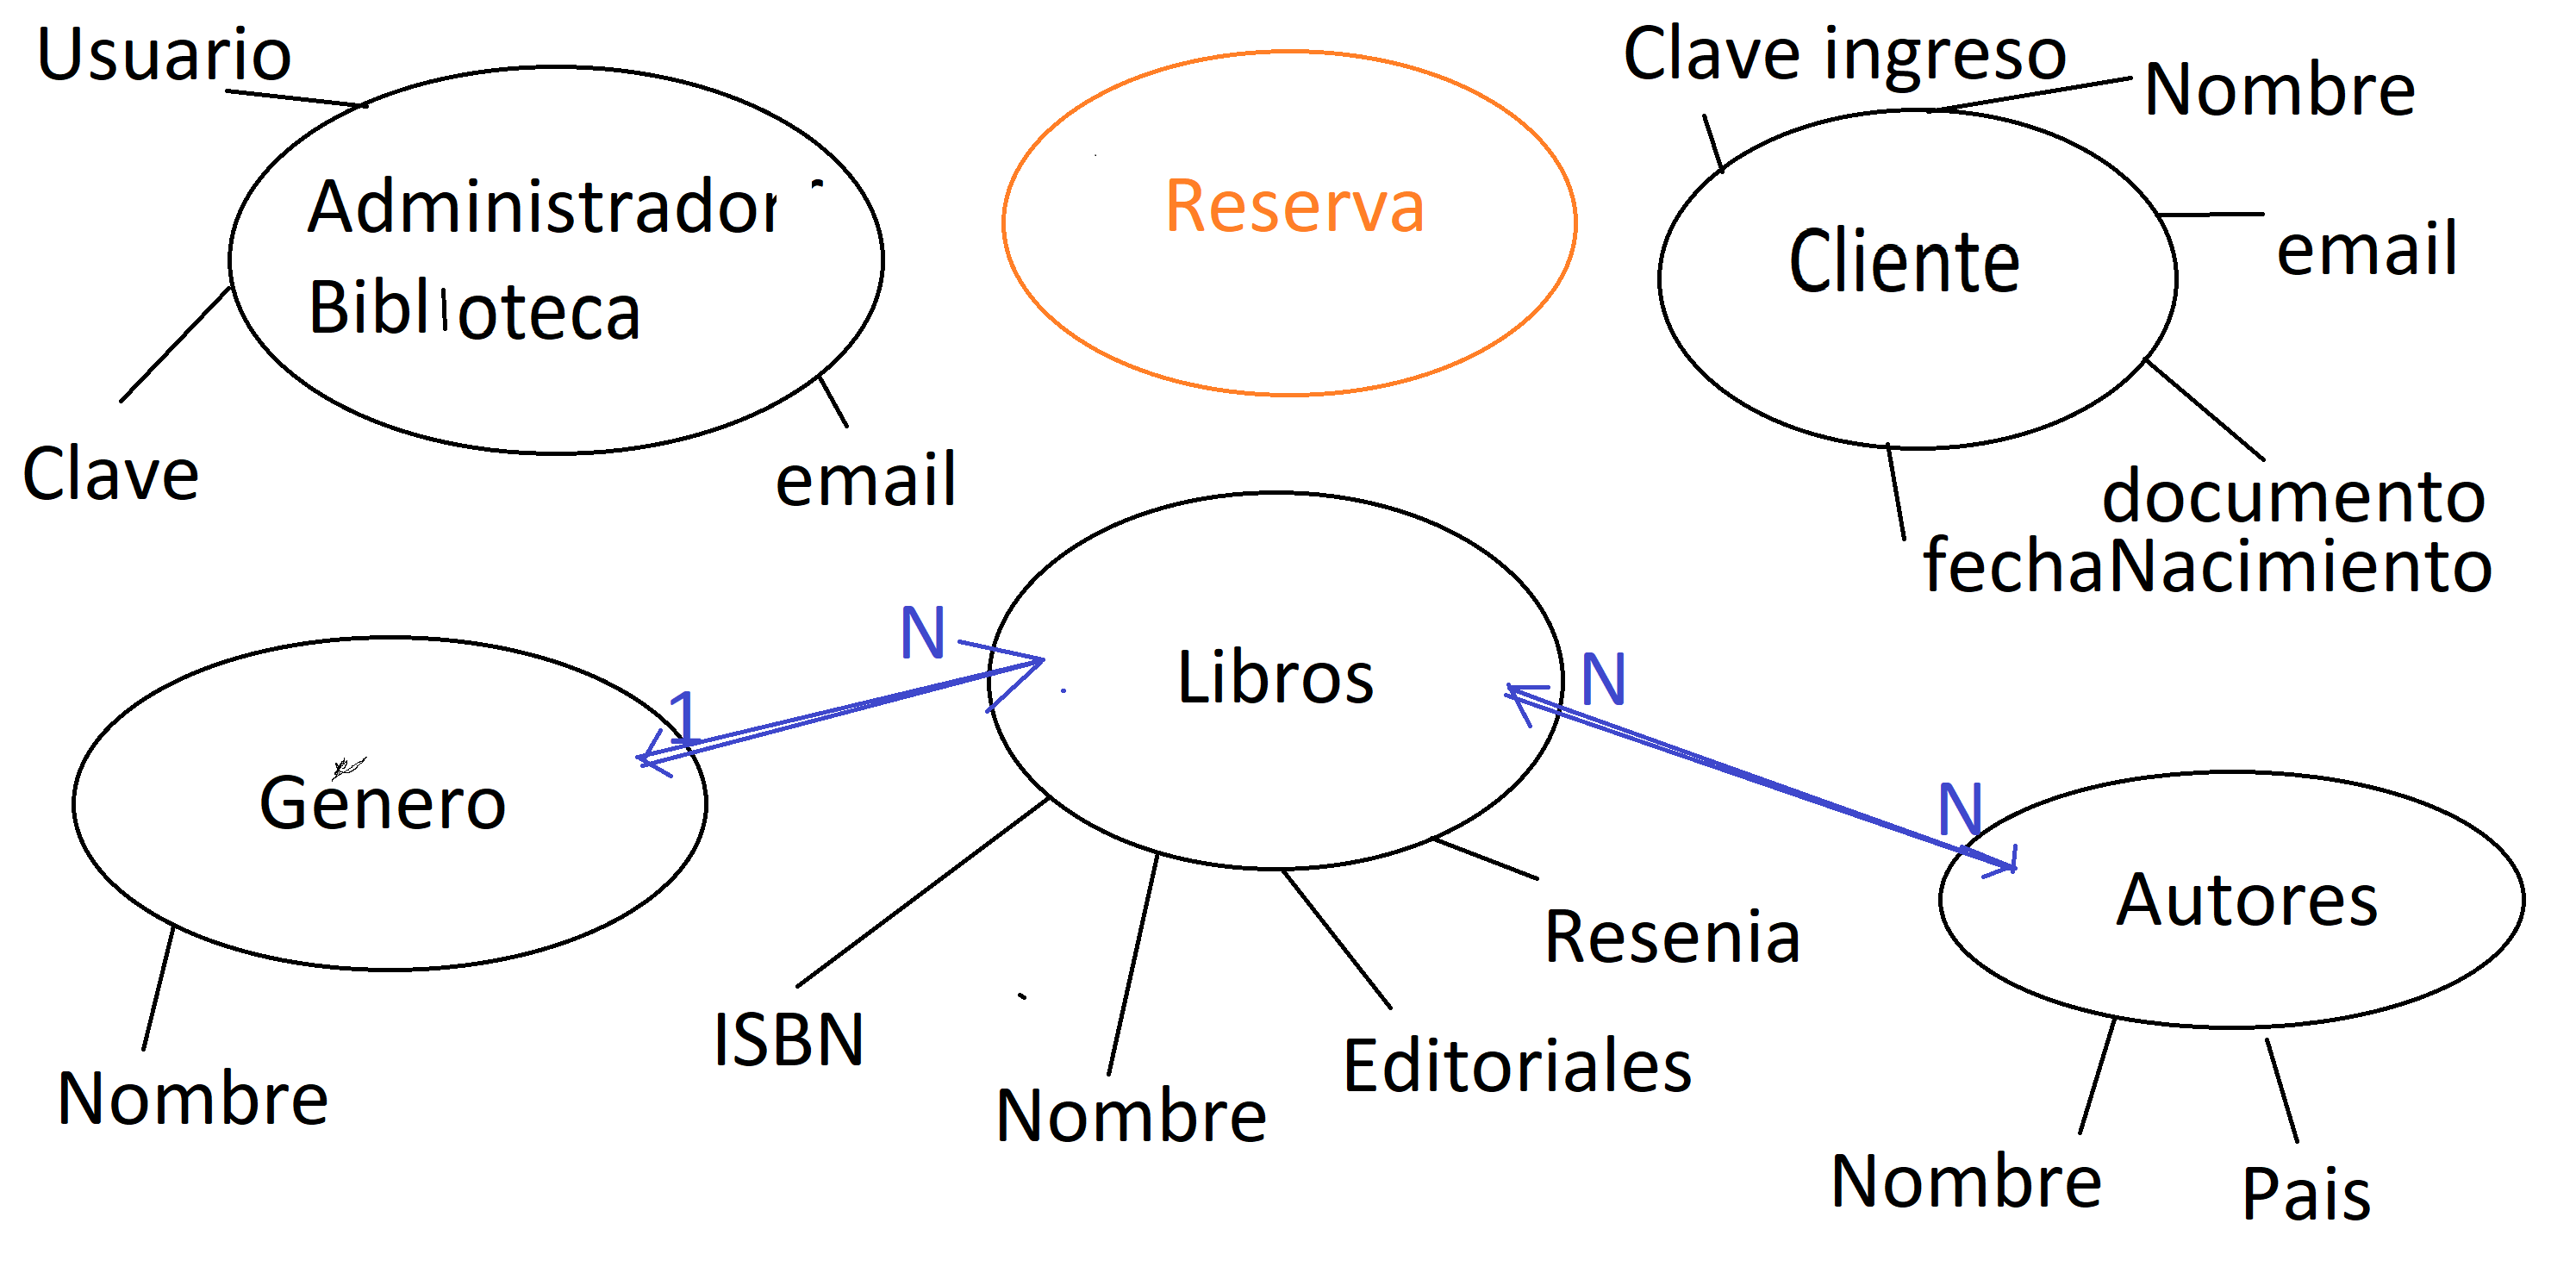 Usuario
Administrador
Biblioteca
Clave
email
Reserva
Clave ingreso
Nombre
Cliente
email
documento
fechaNacimiento
N
1
Género
Nombre
Libros
N
N
ISBN
Nombre
Editoriales
Resenia
Autores
Nombre
Pais